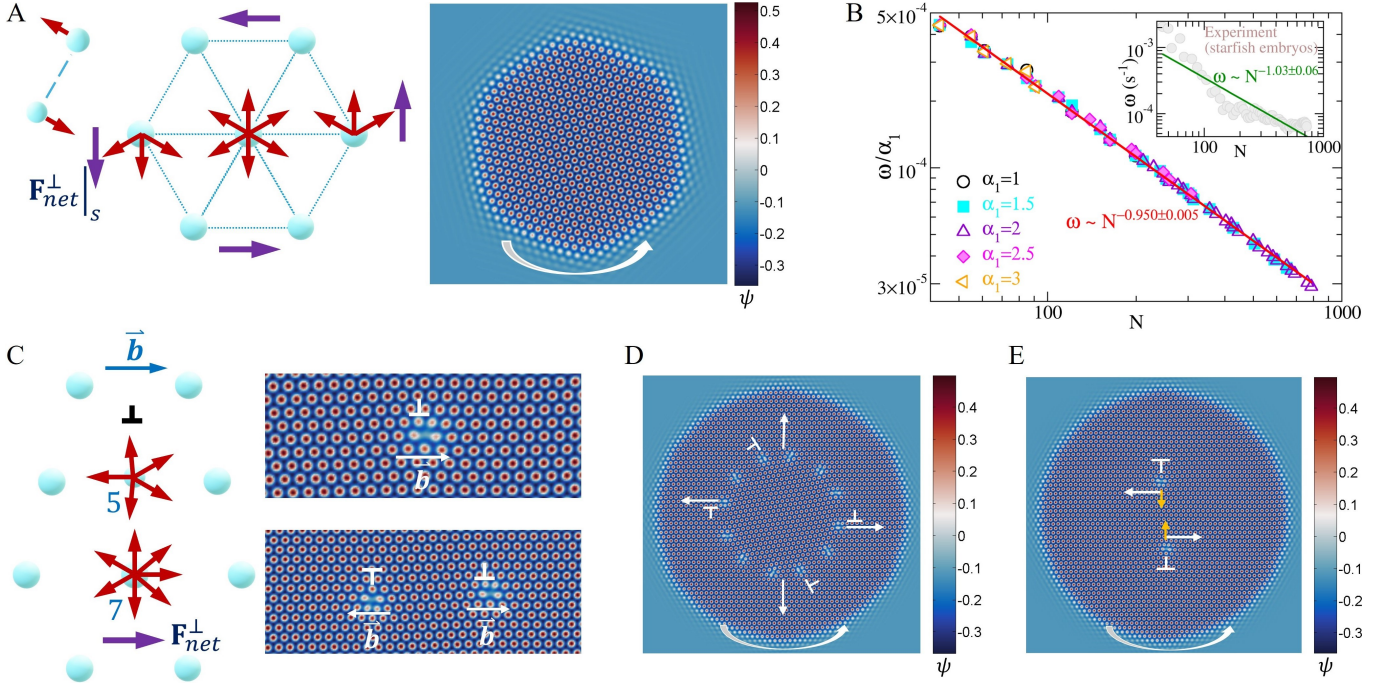 A
F⊥net|S
0.5
0.4
0.3
0.2
0.1
0
-0.1
-0.2
-0.3
ψ
B
5×10-4
10-4
3×10-5
ω/α1
α1=1
α1=1.5
α1=2
α1=2.5
α1=3
ω ~ N-0.950±0.005
100
N
1000
Experiment
(starfish embryos)
10-3
10-4
ω (s-1)
ω ~ N-1.03±0.06
100
N
1000
C
b
⊥
5
7
F⊥net
⊥
b
⊥
b
⊥
b
D
⊥
⊥
⊥
⊥
0.4
0.3
0.2
0.1
0
-0.1
-0.2
-0.3
ψ
E
⊥
⊥
0.4
0.3
0.2
0.1
0
-0.1
-0.2
-0.3
ψ